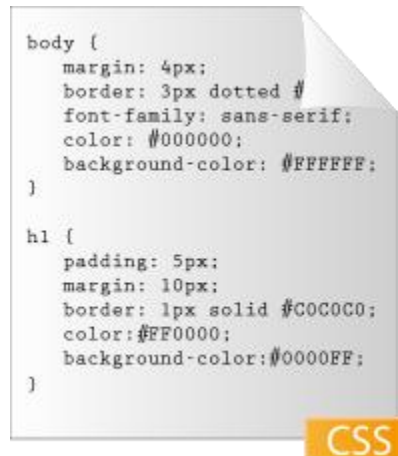 body {
margin: 4px;
border: 3px dotted #
font-family: sans-serif;
color: #000000;
background-color: #FFFFFF;
}
h1 {
padding: 5px;
margin: 10px;
border: 1px solid #C0C0C0;
color:#FF0000;
background-color:#0000FF;
}
CSS